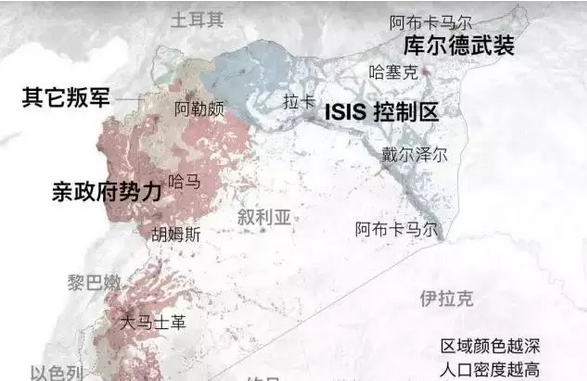 土耳其
阿布卡马尔
库尔德武装
哈塞克
其它叛军
阿勒颇
拉卡
ISIS 控制区
戴尔泽尔
亲政府势力
哈马
叙利亚
胡姆斯
阿布卡马尔
黎巴嫩
伊拉克
大马士革
区域颜色越深
以色列
人口密度越高